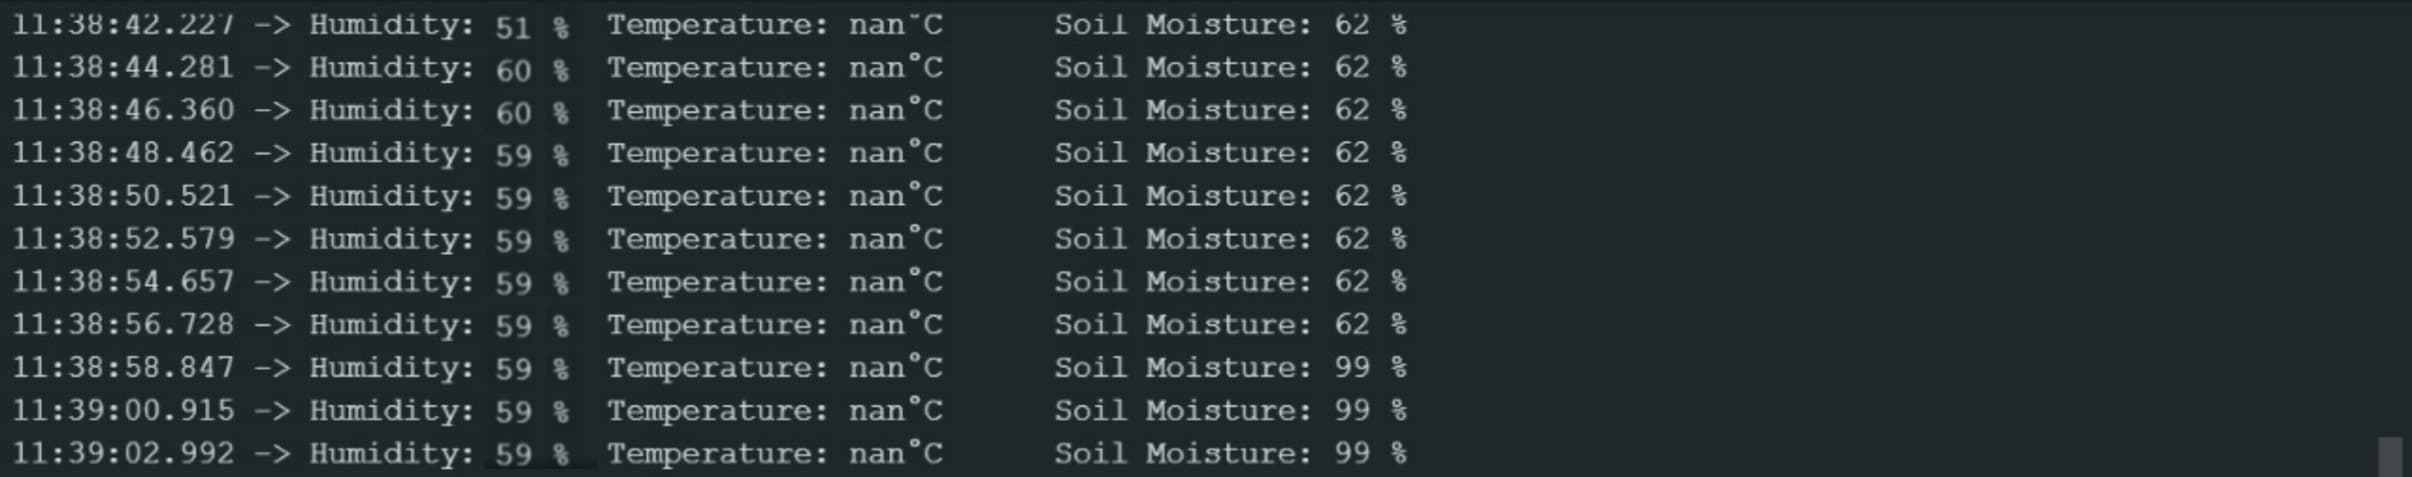 11:38:42.227 -> Humidity: 51 % Temperature: nan°C Soil Moisture: 62 %
11:38:44.281 -> Humidity: 60 % Temperature: nan°C Soil Moisture: 62 %
11:38:46.360 -> Humidity: 60 % Temperature: nan°C Soil Moisture: 62 %
11:38:48.462 -> Humidity: 59 % Temperature: nan°C Soil Moisture: 62 %
11:38:50.521 -> Humidity: 59 % Temperature: nan°C Soil Moisture: 62 %
11:38:52.579 -> Humidity: 59 % Temperature: nan°C Soil Moisture: 62 %
11:38:54.657 -> Humidity: 59 % Temperature: nan°C Soil Moisture: 62 %
11:38:56.728 -> Humidity: 59 % Temperature: nan°C Soil Moisture: 62 %
11:38:58.847 -> Humidity: 59 % Temperature: nan°C Soil Moisture: 99 %
11:39:00.915 -> Humidity: 59 % Temperature: nan°C Soil Moisture: 99 %
11:39:02.992 -> Humidity: 59 % Temperature: nan°C Soil Moisture: 99 %